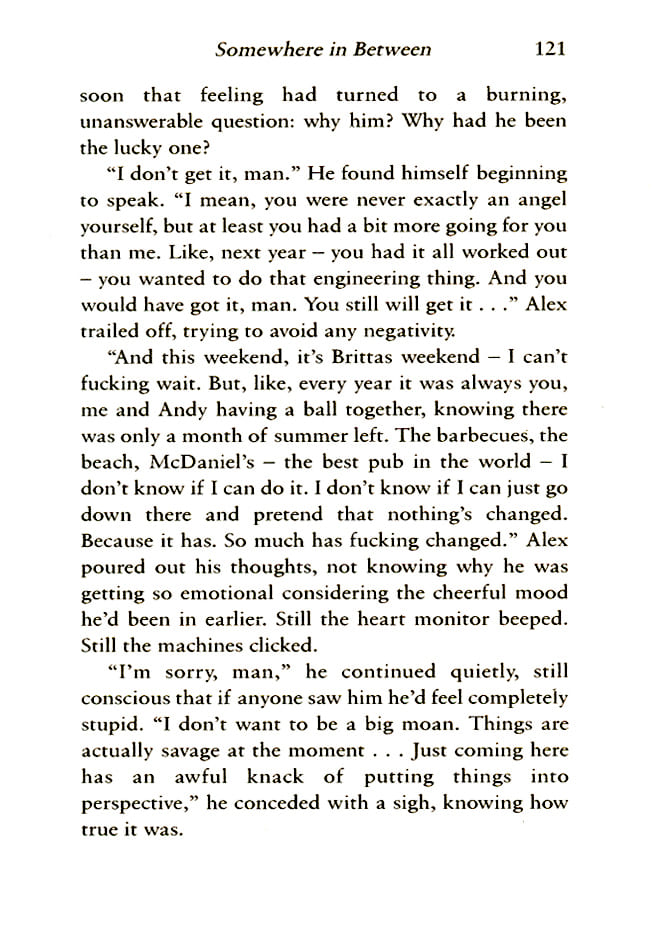 Somewhere in Between 121
soon that feeling had turned to a burning,
unanswerable question: why him? Why had he been
the lucky one?
“I don’t get it, man.” He found himself beginning
to speak. “I mean, you were never exactly an angel
yourself, but at least you had a bit more going for you
than me. Like, next year – you had it all worked out
– you wanted to do that engineering thing. And you
would have got it, man. You still will get it . . .” Alex
trailed off, trying to avoid any negativity.
“And this weekend, it’s Brittas weekend – I can’t
fucking wait. But, like, every year it was always you,
me and Andy having a ball together, knowing there
was only a month of summer left. The barbecues, the
beach, McDaniel’s – the best pub in the world – I
don’t know if I can do it. I don’t know if I can just go
down there and pretend that nothing’s changed.
Because it has. So much has fucking changed.” Alex
poured out his thoughts, not knowing why he was
getting so emotional considering the cheerful mood
he’d been in earlier. Still the heart monitor beeped.
Still the machines clicked.
“I’m sorry, man,” he continued quietly, still
conscious that if anyone saw him he’d feel completely
stupid. “I don’t want to be a big moan. Things are
actually savage at the moment . . . Just coming here
has an awful knack of putting things into
perspective,” he conceded with a sigh, knowing how
true it was.